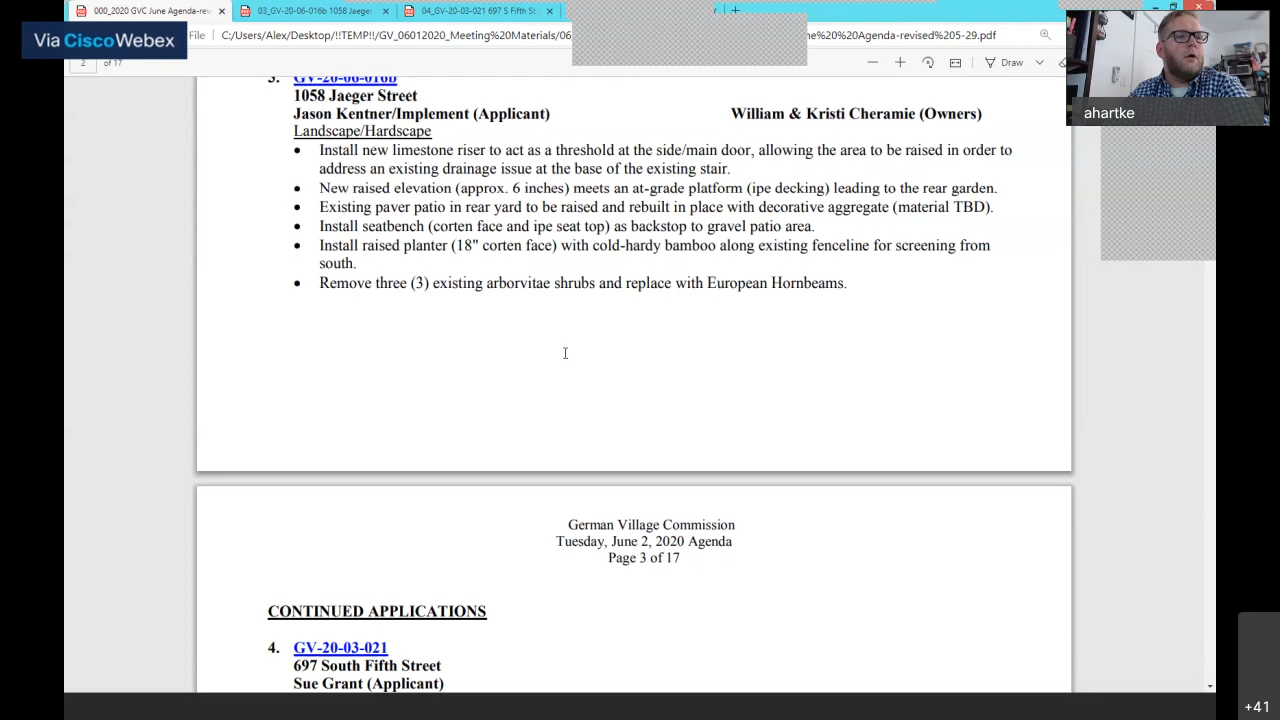 000_2020 GVC June Agenda-rev
03_GV-20-06-016b 1058 Jaeger
04_GV-20-03-021 697 S Fifth St
Via CiscoWebex
File
C:/Users/Alex/Desktop/!!TEMP!!/GV_06012020_Meeting%20Materials/06
ne%20%20Agenda-revised%205-29.pdf
2 of 17
Draw
ahartke
3. GV-20-06-016b
1058 Jaeger Street
Jason Kentner/Implement (Applicant) William & Kristi Cheramie (Owners)
Landscape/Hardscape
• Install new limestone riser to act as a threshold at the side/main door, allowing the area to be raised in order to
address an existing drainage issue at the base of the existing stair.
• New raised elevation (approx. 6 inches) meets an at-grade platform (ipe decking) leading to the rear garden.
• Existing paver patio in rear yard to be raised and rebuilt in place with decorative aggregate (material TBD).
• Install seatbench (corten face and ipe seat top) as backstop to gravel patio area.
• Install raised planter (18" corten face) with cold-hardy bamboo along existing fenceline for screening from
south.
• Remove three (3) existing arborvitae shrubs and replace with European Hornbeams.
German Village Commission
Tuesday, June 2, 2020 Agenda
Page 3 of 17
CONTINUED APPLICATIONS
4. GV-20-03-021
697 South Fifth Street
Sue Grant (Applicant)
+41